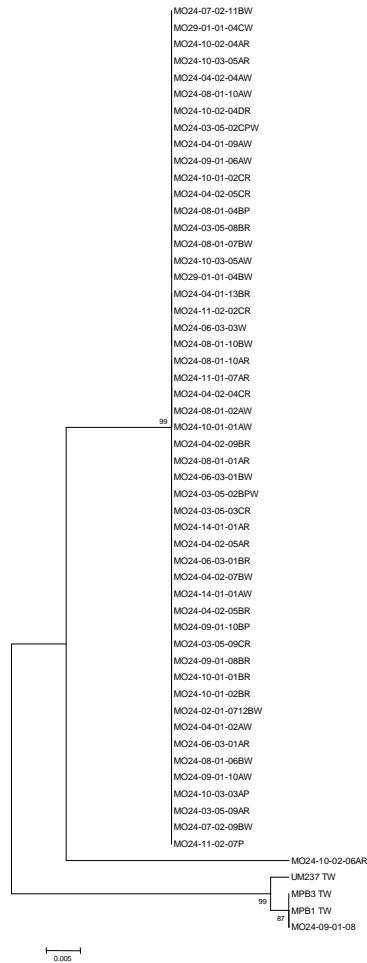 MO24-07-02-11BW
MO29-01-01-04CW
MO24-10-02-04AR
MO24-10-03-05AR
MO24-04-02-04AW
MO24-08-01-10AW
MO24-10-02-04DR
MO24-03-05-02CPW
MO24-04-01-09AW
MO24-09-01-06AW
MO24-10-01-02CR
MO24-04-02-05CR
MO24-08-01-04BP
MO24-03-05-08BR
MO24-08-01-07BW
MO24-10-03-05AW
MO29-01-01-04BW
MO24-04-01-13BR
MO24-11-02-02CR
MO24-06-03-03W
MO24-08-01-10BW
MO24-08-01-10AR
MO24-11-01-07AR
MO24-04-02-04CR
MO24-08-01-02AW
99 MO24-10-01-01AW
MO24-04-02-09BR
MO24-08-01-01AR
MO24-06-03-01BW
MO24-03-05-02BPW
MO24-03-05-03CR
MO24-14-01-01AR
MO24-04-02-05AR
MO24-06-03-01BR
MO24-04-02-07BW
MO24-14-01-01AW
MO24-04-02-05BR
MO24-09-01-10BP
MO24-03-05-09CR
MO24-09-01-08BR
MO24-10-01-01BR
MO24-10-01-02BR
MO24-02-01-0712BW
MO24-04-01-02AW
MO24-06-03-01AR
MO24-08-01-06BW
MO24-09-01-10AW
MO24-10-03-03AP
MO24-03-05-09AR
MO24-07-02-09BW
MO24-11-02-07P
MO24-10-02-06AR
UM237 TW
99 MPB3 TW
MPB1 TW
87 MO24-09-01-08
0.005